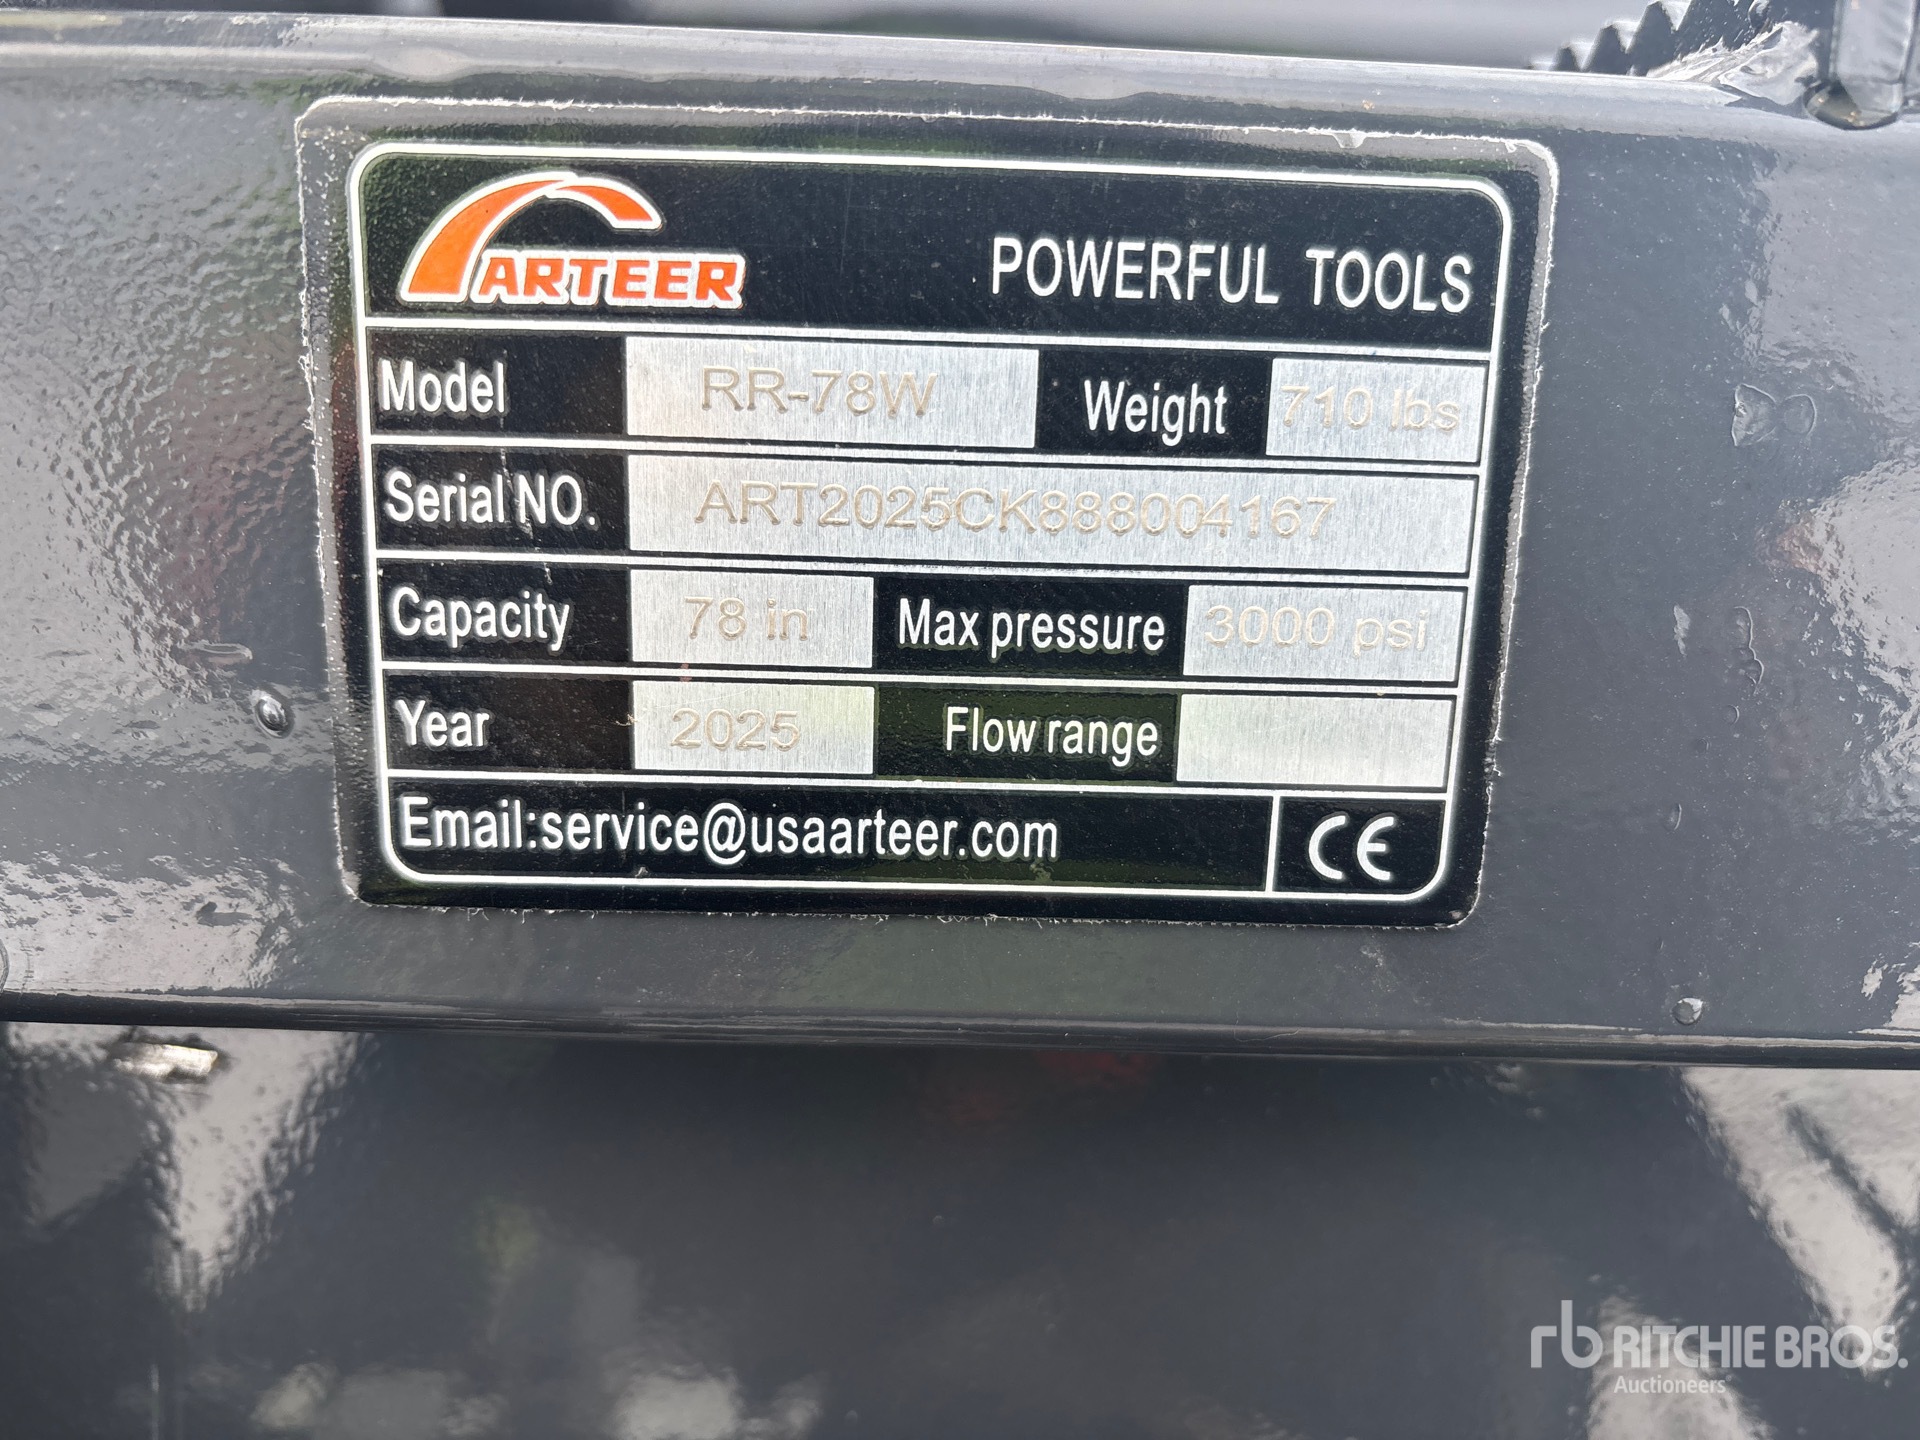 ARTEER POWERFUL TOOLS
Model RR-78W Weight 710 lbs
Serial NO. ART2025CK888004167
Capacity 78 in Max pressure 3000 psi
Year 2025 Flow range
Email:service@usaarteer.com CE
rb RITCHIE BROS.
Auctioneers